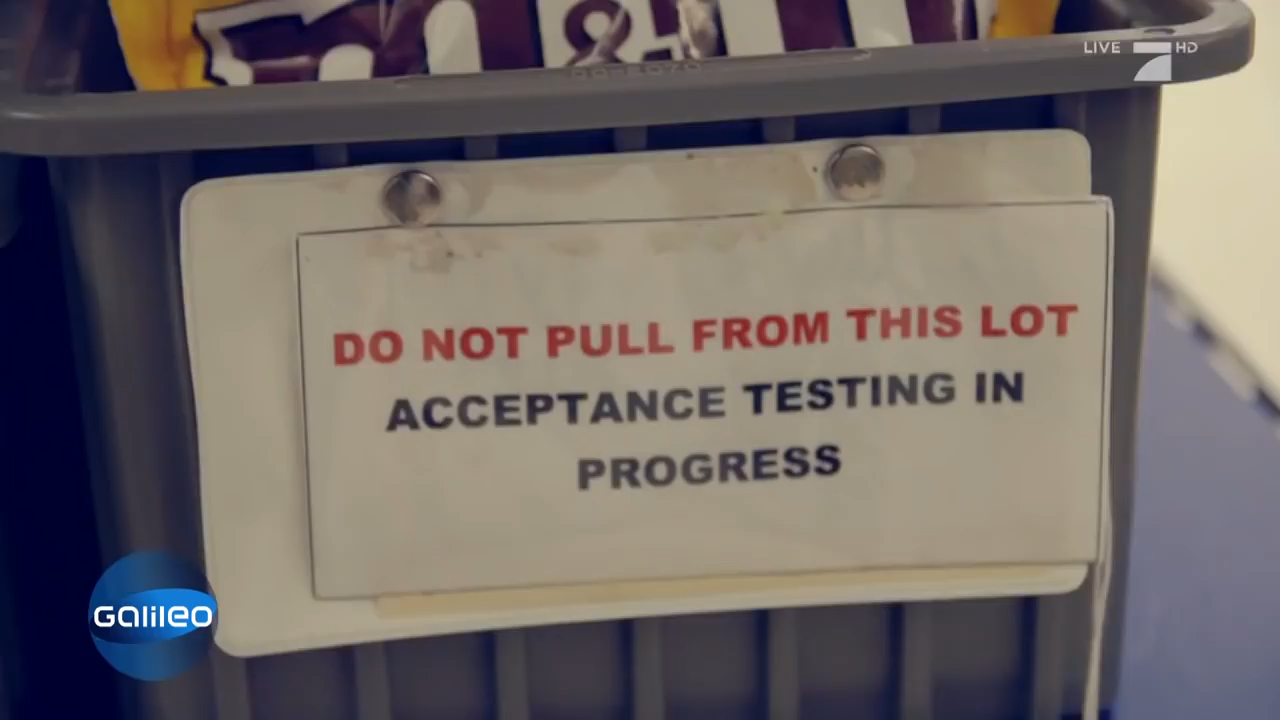 m&m
LIVE HD
DO NOT PULL FROM THIS LOT
ACCEPTANCE TESTING IN
PROGRESS
Galileo